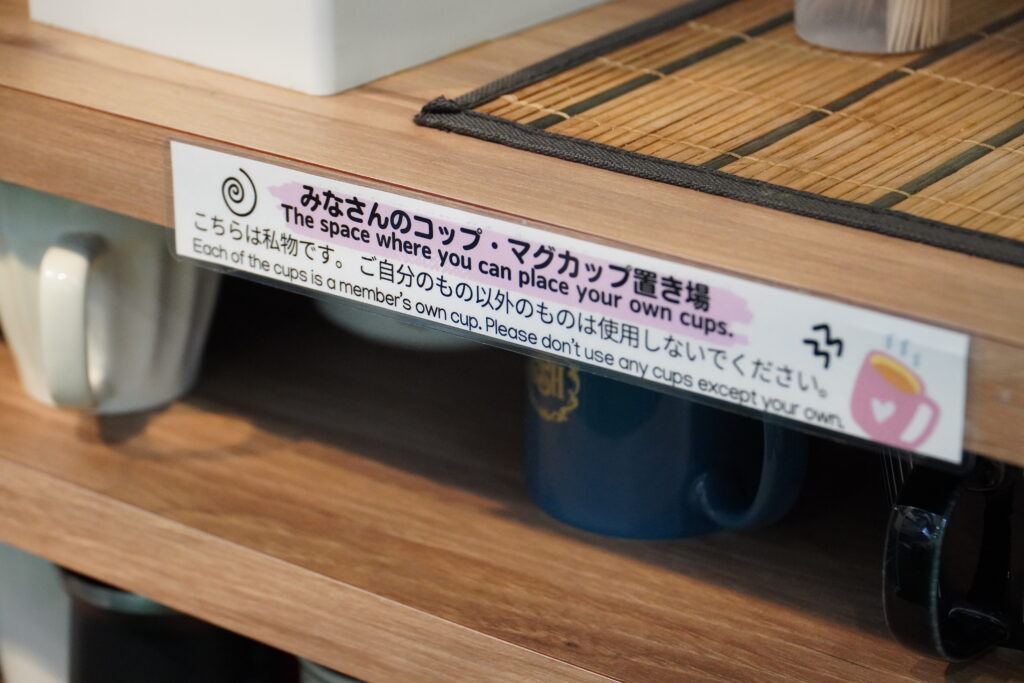 みなさんのコップ・マグカップ置き場
The space where you can place your own cups.
こちらは私物です。 ご自分のもの以外のものは使用しないでください。
Each of the cups is a member's own cup. Please don't use any cups except your own.